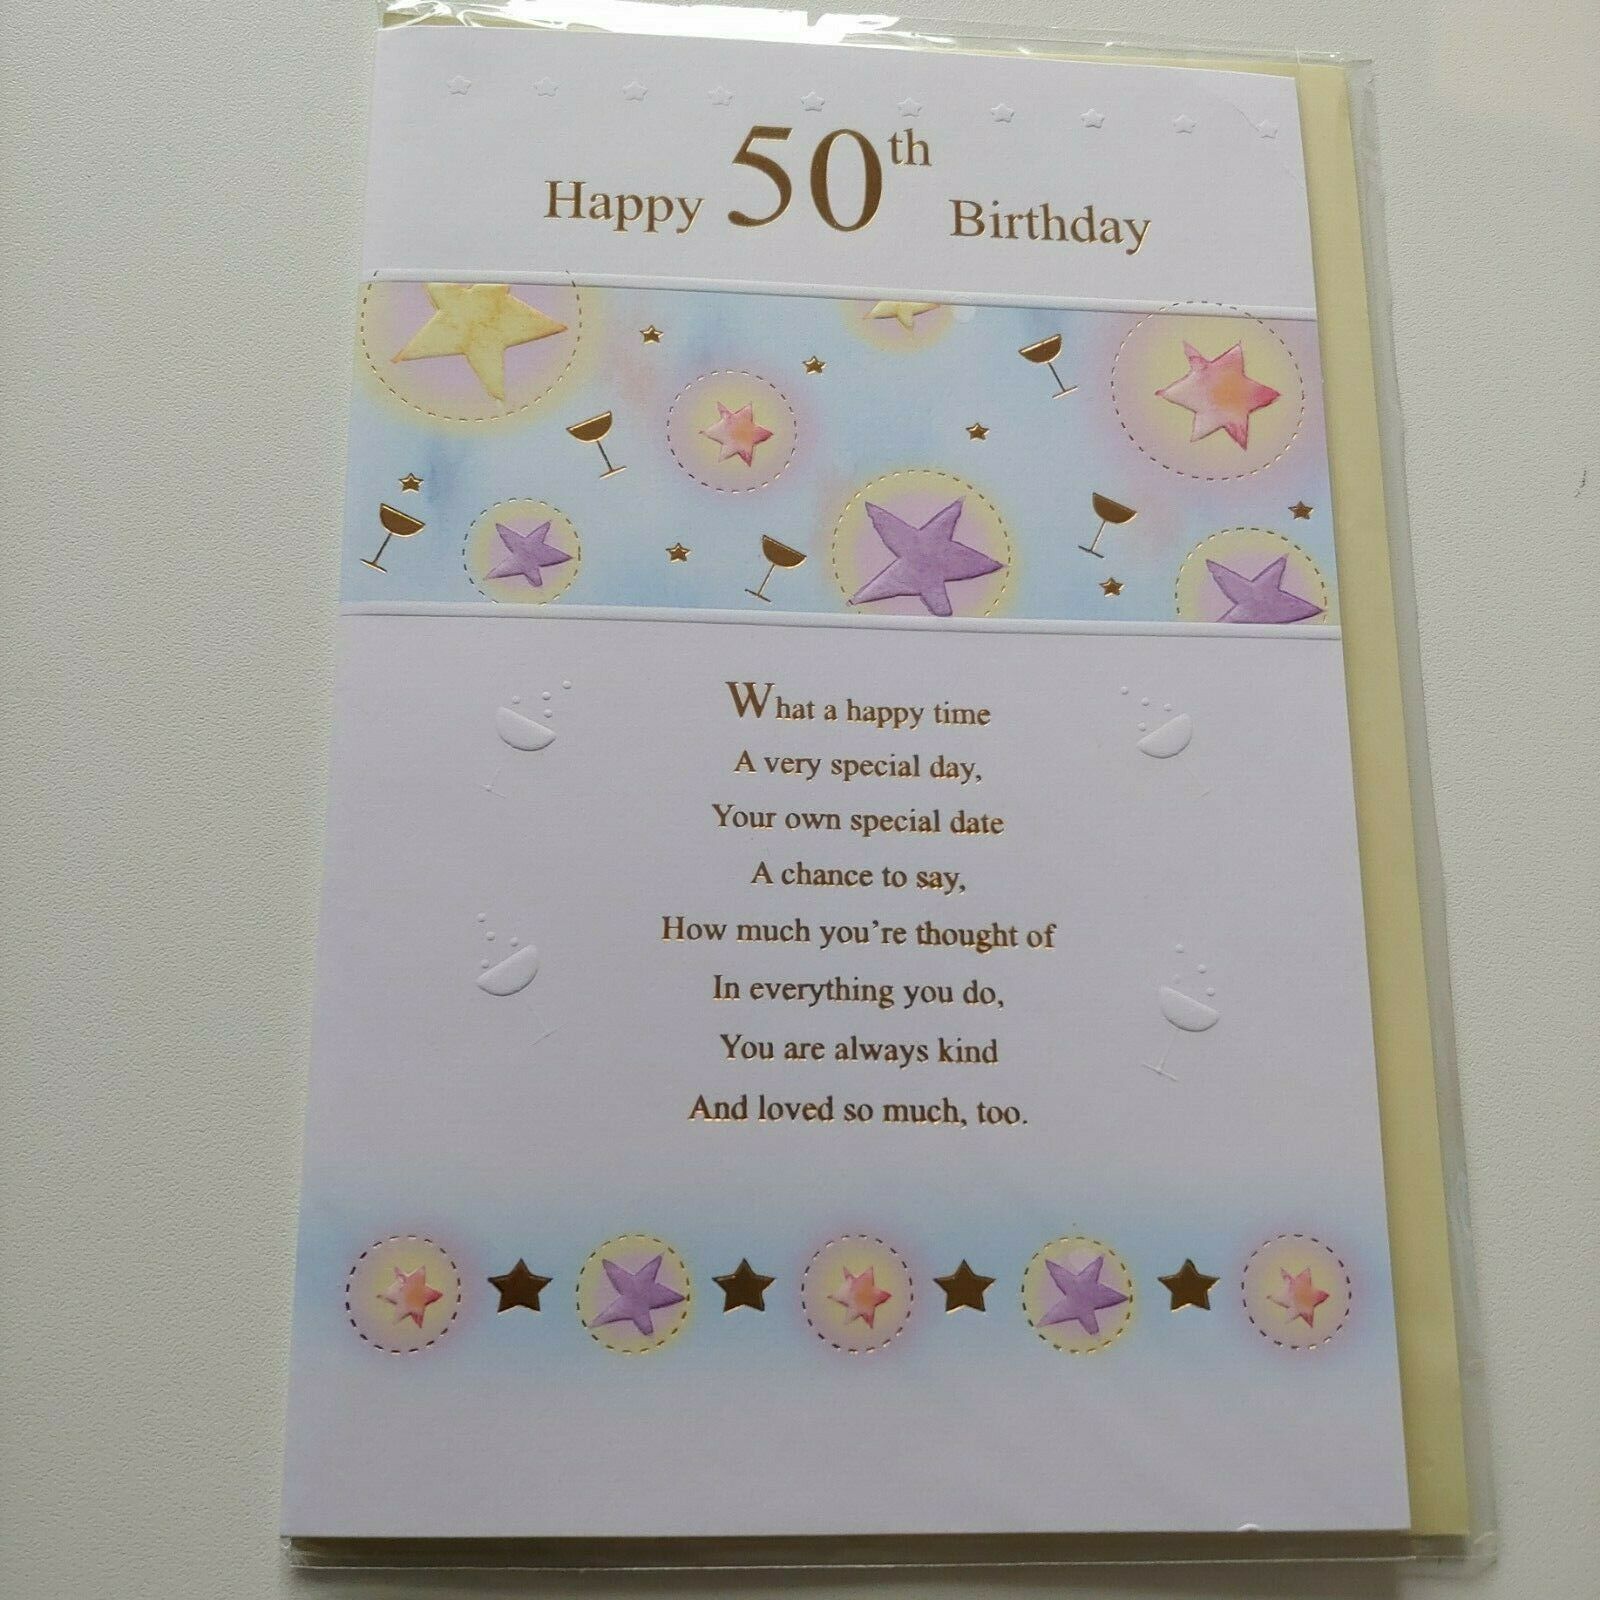 Happy 50th Birthday
What a happy time
A very special day,
Your own special date
A chance to say,
How much you're thought of
In everything you do,
You are always kind
And loved so much, too.